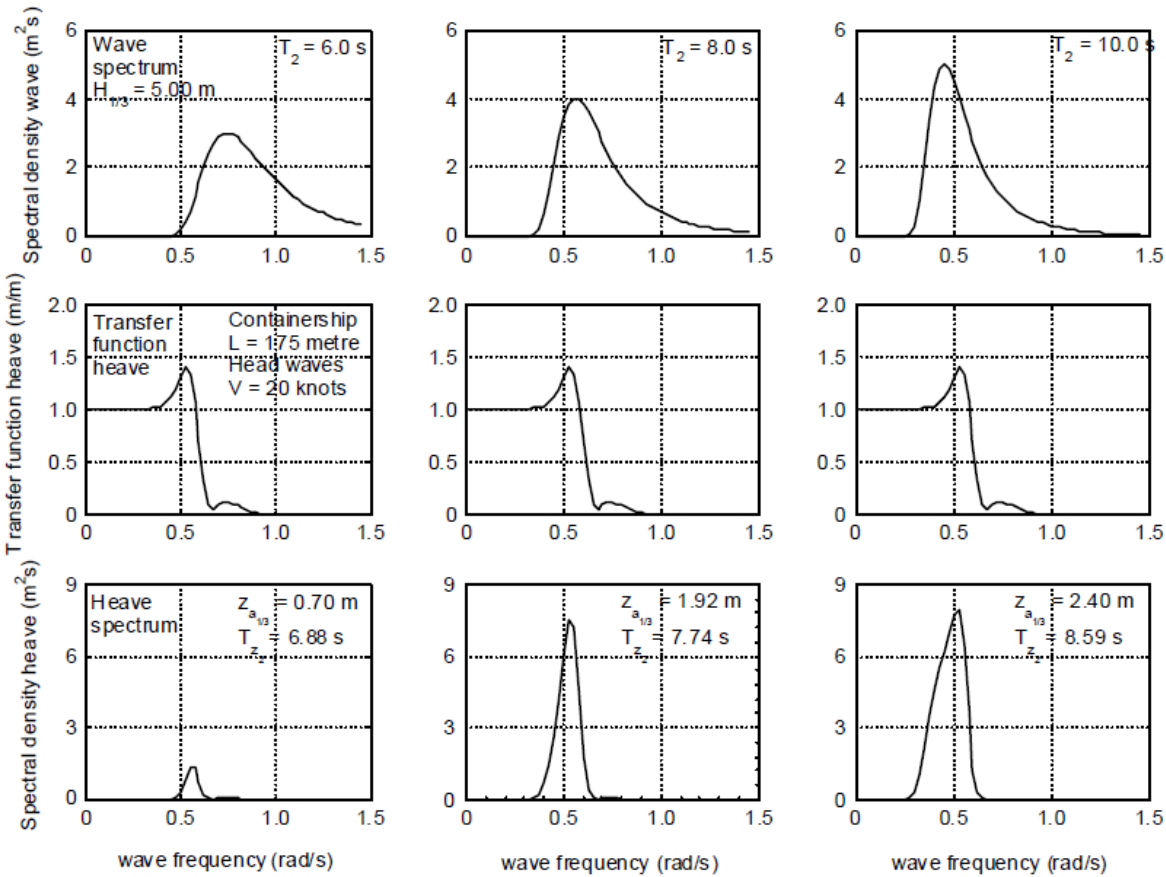 Spectral density wave (m²s)
6
4
2
0
Wave
spectrum
H1/3 = 5.00 m
T2 = 6.0 s
0 0.5 1.0 1.5
6
4
2
0
T2 = 8.0 s
0 0.5 1.0 1.5
6
4
2
0
T2 = 10.0 s
0 0.5 1.0 1.5
Transfer function heave (m/m)
2.0
1.5
1.0
0.5
0
Transfer
function
heave
Containership
L = 175 metre
Head waves
V = 20 knots
0 0.5 1.0 1.5
2.0
1.5
1.0
0.5
0
0 0.5 1.0 1.5
2.0
1.5
1.0
0.5
0
0 0.5 1.0 1.5
Spectral density heave (m²s)
9
6
3
0
Heave
spectrum
za1/3 = 0.70 m
Tz2 = 6.88 s
0 0.5 1.0 1.5
wave frequency (rad/s)
9
6
3
0
za1/3 = 1.92 m
Tz2 = 7.74 s
0 0.5 1.0 1.5
wave frequency (rad/s)
9
6
3
0
za1/3 = 2.40 m
Tz2 = 8.59 s
0 0.5 1.0 1.5
wave frequency (rad/s)